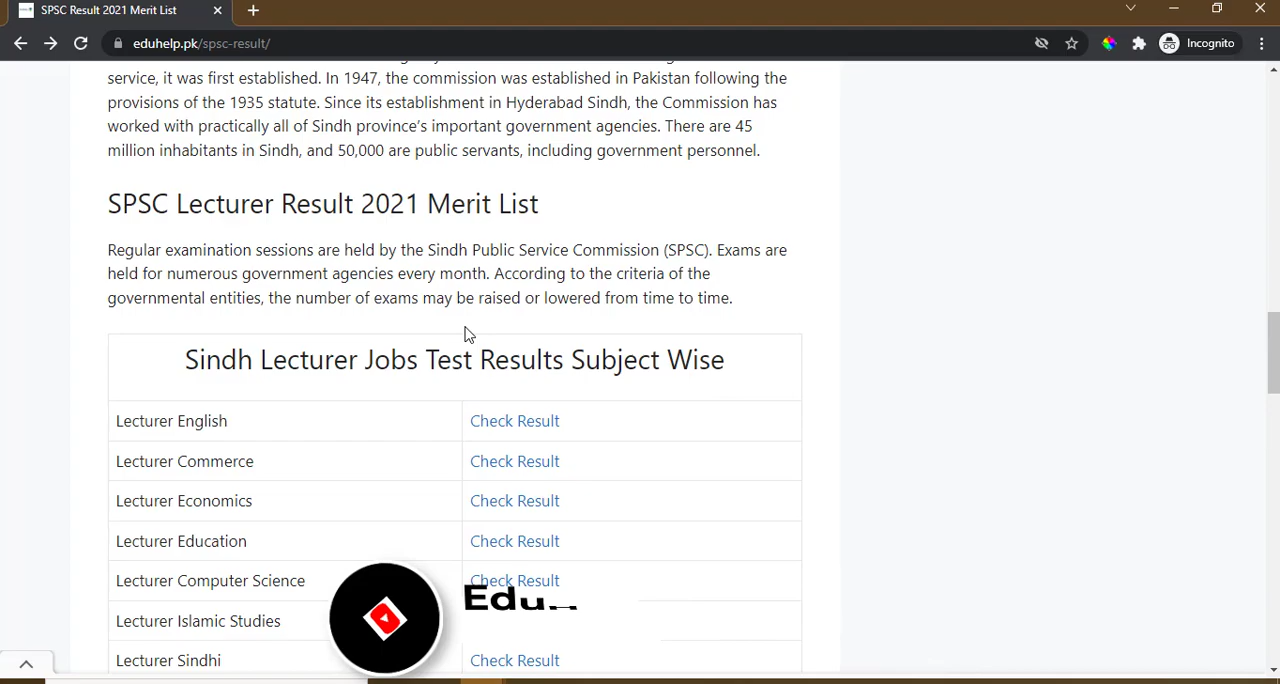 SPSC Result 2021 Merit List
eduhelp.pk/spsc-result/
Incognito
service, it was first established. In 1947, the commission was established in Pakistan following the
provisions of the 1935 statute. Since its establishment in Hyderabad Sindh, the Commission has
worked with practically all of Sindh province's important government agencies. There are 45
million inhabitants in Sindh, and 50,000 are public servants, including government personnel.
SPSC Lecturer Result 2021 Merit List
Regular examination sessions are held by the Sindh Public Service Commission (SPSC). Exams are
held for numerous government agencies every month. According to the criteria of the
governmental entities, the number of exams may be raised or lowered from time to time.
Sindh Lecturer Jobs Test Results Subject Wise
Lecturer English Check Result
Lecturer Commerce Check Result
Lecturer Economics Check Result
Lecturer Education Check Result
Lecturer Computer Science Check Result
Lecturer Islamic Studies
Lecturer Sindhi Check Result